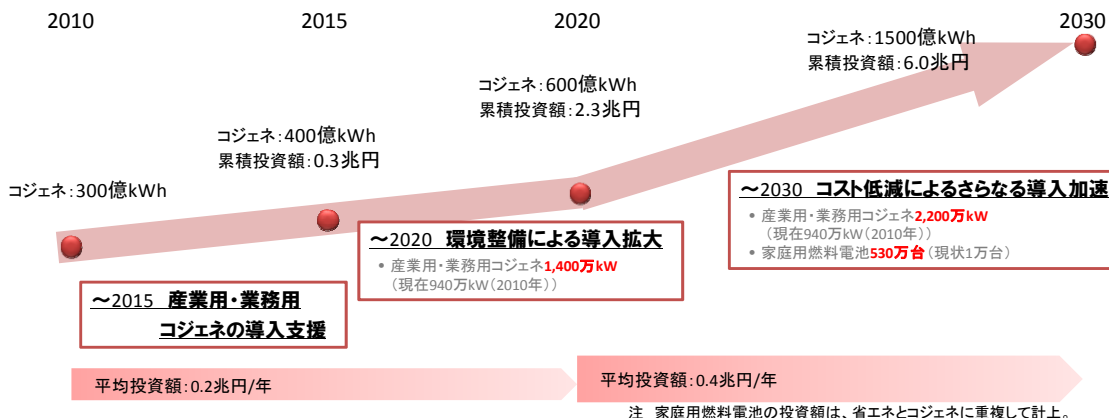 2010
2015
2020
2030
コジェネ：1500億kWh
累積投資額：6.0兆円
コジェネ：600億kWh
累積投資額：2.3兆円
コジェネ：400億kWh
累積投資額：0.3兆円
コジェネ：300億kWh
～2030 コスト低減によるさらなる導入加速
• 産業用・業務用コジェネ2,200万kW
（現在940万kW（2010年））
• 家庭用燃料電池530万台（現状1万台）
～2020 環境整備による導入拡大
• 産業用・業務用コジェネ1,400万kW
（現在940万kW（2010年））
～2015 産業用・業務用
コジェネの導入支援
平均投資額：0.2兆円/年
平均投資額：0.4兆円/年
注 家庭用燃料電池の投資額は、省エネとコジェネに重複して計上。